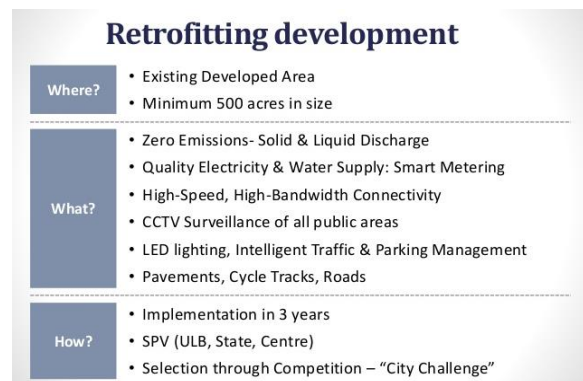 Retrofitting development
Where?
• Existing Developed Area
• Minimum 500 acres in size
What?
• Zero Emissions- Solid & Liquid Discharge
• Quality Electricity & Water Supply: Smart Metering
• High-Speed, High-Bandwidth Connectivity
• CCTV Surveillance of all public areas
• LED lighting, Intelligent Traffic & Parking Management
• Pavements, Cycle Tracks, Roads
How?
• Implementation in 3 years
• SPV (ULB, State, Centre)
• Selection through Competition – “City Challenge”